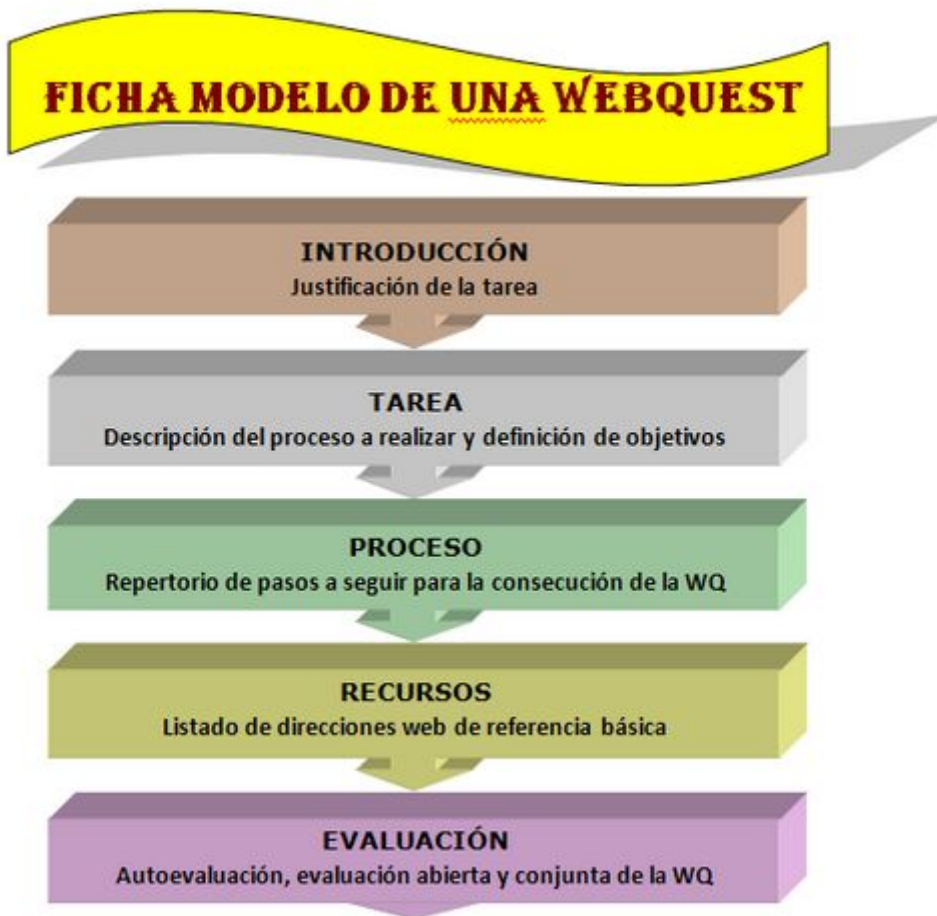 FICHA MODELO DE UNA WEBQUEST
INTRODUCCIÓN
Justificación de la tarea
TAREA
Descripción del proceso a realizar y definición de objetivos
PROCESO
Repertorio de pasos a seguir para la consecución de la WQ
RECURSOS
Listado de direcciones web de referencia básica
EVALUACIÓN
Autoevaluación, evaluación abierta y conjunta de la WQ